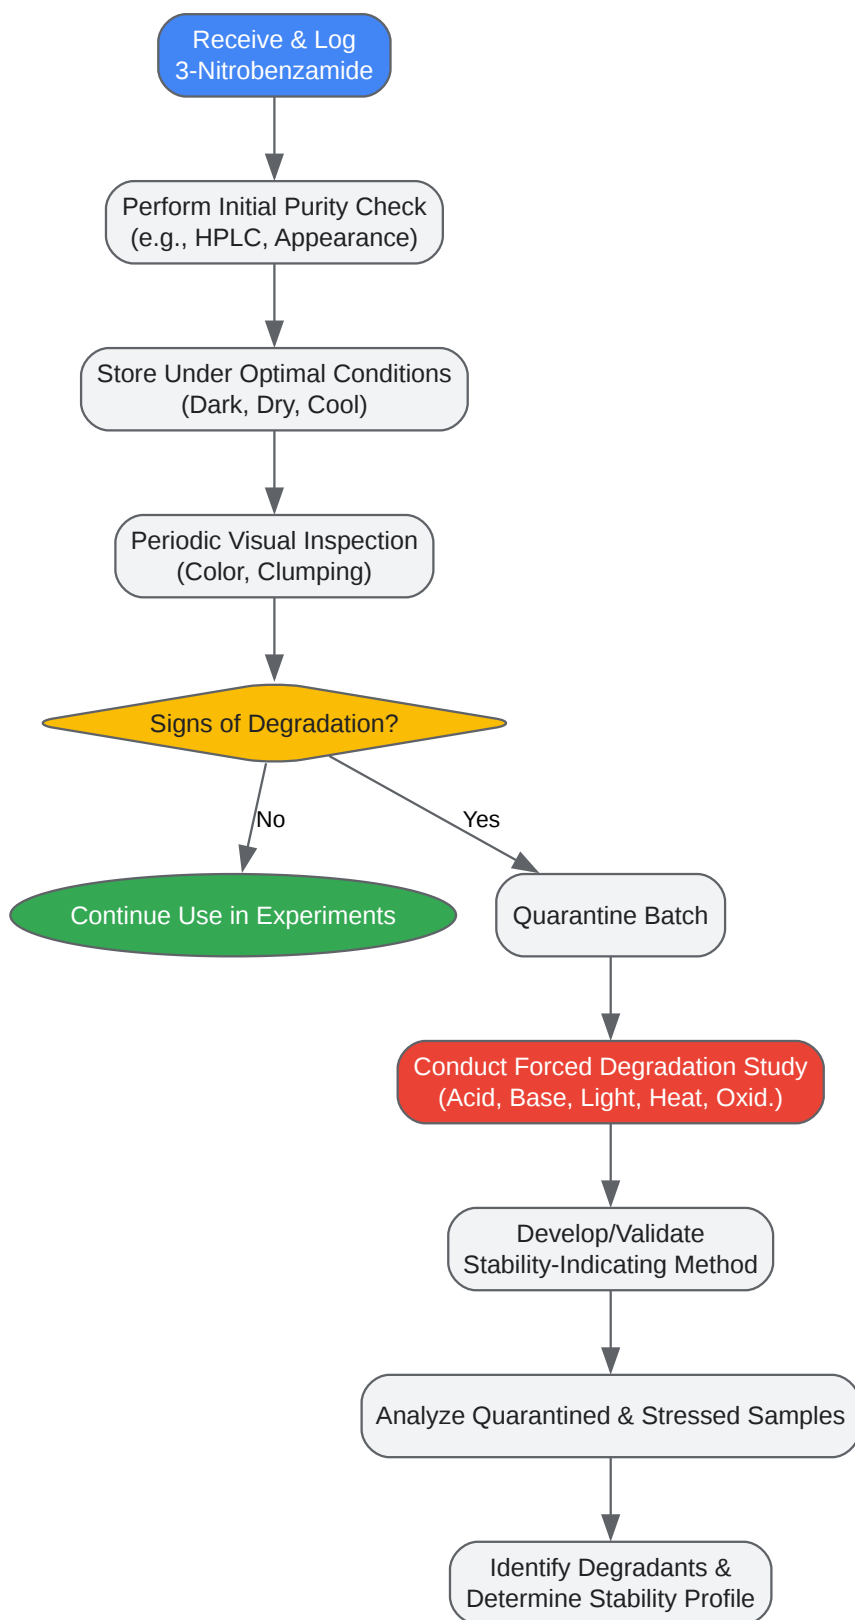 Receive & Log
3-Nitrobenzamide
Perform Initial Purity Check
(e.g., HPLC, Appearance)
Store Under Optimal Conditions
(Dark, Dry, Cool)
Periodic Visual Inspection
(Color, Clumping)
Signs of Degradation?
No
Yes
Continue Use in Experiments
Quarantine Batch
Conduct Forced Degradation Study
(Acid, Base, Light, Heat, Oxid.)
Develop/Validate
Stability-Indicating Method
Analyze Quarantined & Stressed Samples
Identify Degradants &
Determine Stability Profile